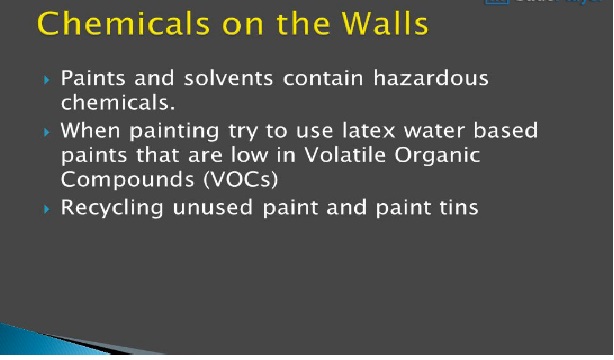 Chemicals on the Walls
Paints and solvents contain hazardous
chemicals.
When painting try to use latex water based
paints that are low in Volatile Organic
Compounds (VOCs)
Recycling unused paint and paint tins